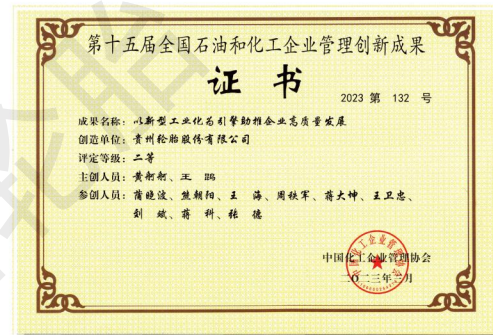 第十五届全国石油和化工企业管理创新成果
证书
2023 第 132 号
成果名称：以新型工业化为引擎助推企业高质量发展
创造单位：贵州轮胎股份有限公司
评定等级：二等
主创人员：黄舸舸、王 鹍
参创人员：蒲晓波、熊朝阳、王 海、周秩军、蒋大坤、王卫忠、
刘 斌、蒋 科、张 德
中国化工企业管理协会
二〇二三年三月